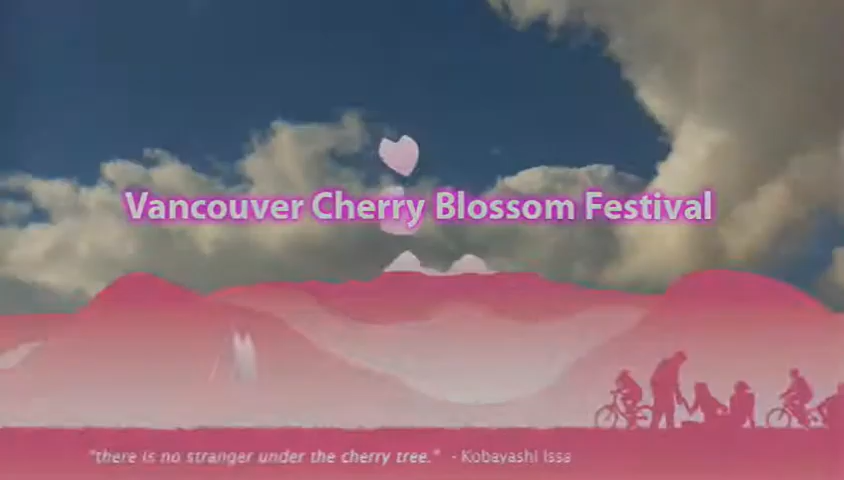 Vancouver Cherry Blossom Festival
"there is no stranger under the cherry tree." - Kobayashi Issa